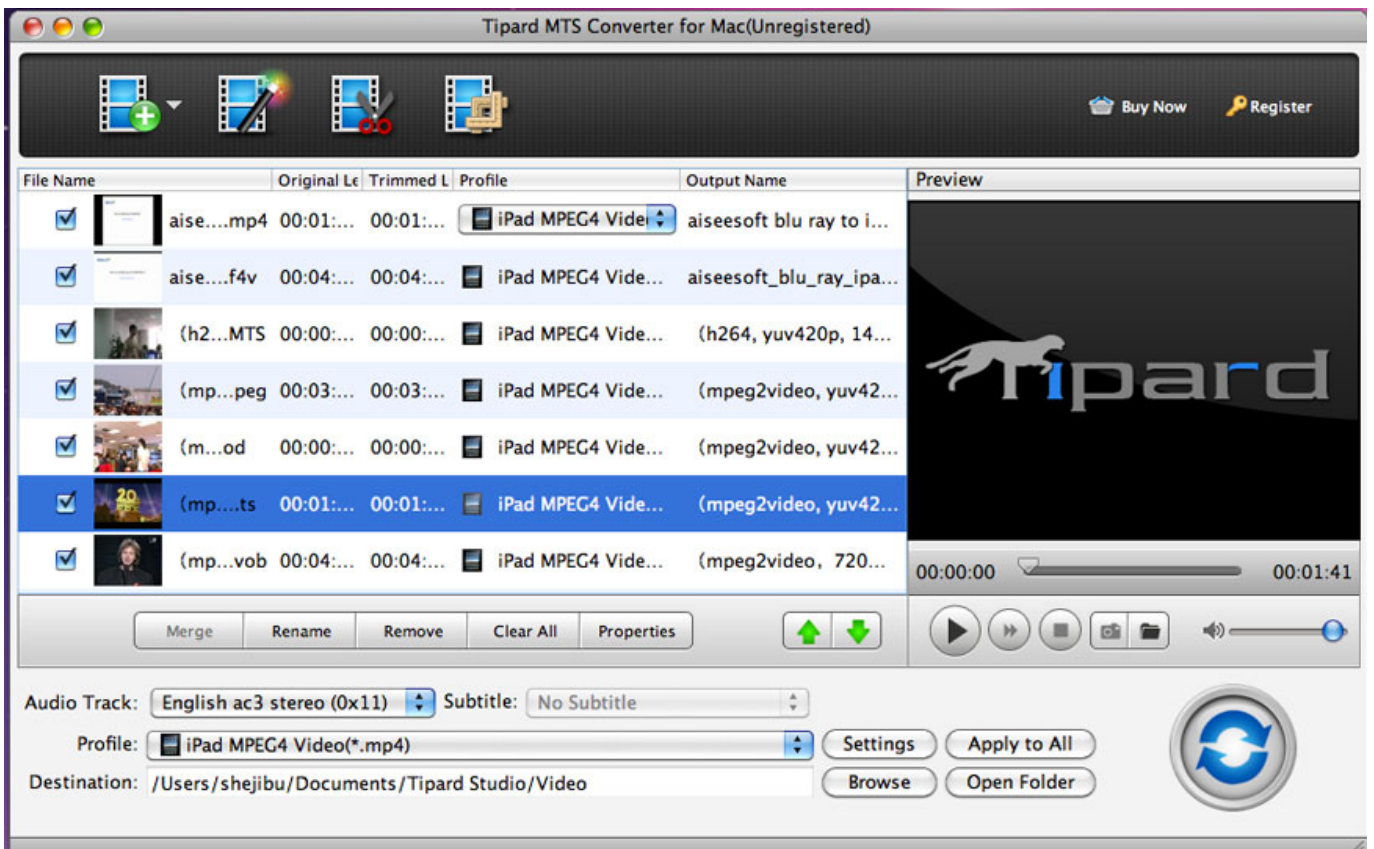 Tipard MTS Converter for Mac(Unregistered)
Buy Now Register
File Name Original Le Trimmed L Profile Output Name Preview
aise....mp4 00:01:... 00:01:... iPad MPEG4 Vide aiseesoft blu ray to i...
aise....f4v 00:04:... 00:04:... iPad MPEG4 Vide... aiseesoft_blu_ray_ipa...
(h2...MTS 00:00:... 00:00:... iPad MPEG4 Vide... (h264, yuv420p, 14...
Tipard
(mp...peg 00:03:... 00:03:... iPad MPEG4 Vide... (mpeg2video, yuv42...
(m...od 00:00:... 00:00:... iPad MPEG4 Vide... (mpeg2video, yuv42...
20
(mp....ts 00:01:... 00:01:... iPad MPEG4 Vide... (mpeg2video, yuv42...
(mp...vob 00:04:... 00:04:... iPad MPEG4 Vide... (mpeg2video, 720...
00:00:00 00:01:41
Merge Rename Remove Clear All Properties
Audio Track: English ac3 stereo (0x11) Subtitle: No Subtitle
Profile: iPad MPEG4 Video(*.mp4) Settings Apply to All
Destination: /Users/shejibu/Documents/Tipard Studio/Video Browse Open Folder